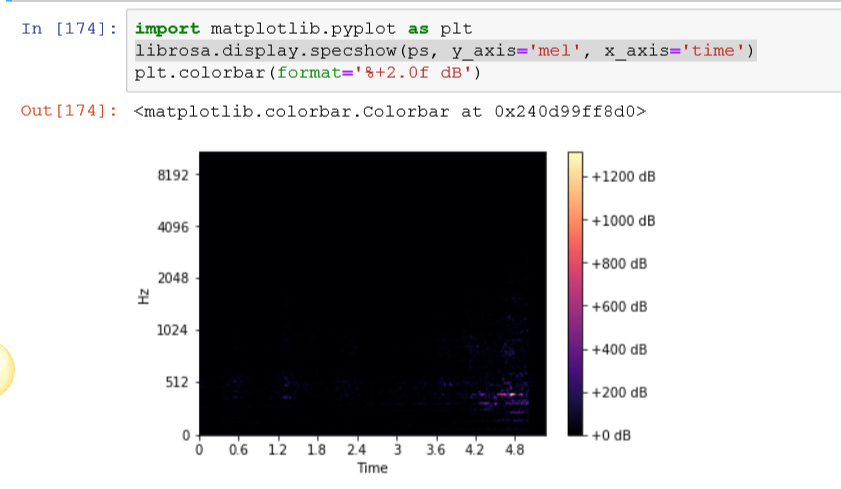 In [174]: import matplotlib.pyplot as plt
librosa.display.specshow(ps, y_axis='mel', x_axis='time')
plt.colorbar(format='%+2.0f dB')
Out[174]: <matplotlib.colorbar.Colorbar at 0x240d99ff8d0>
8192
4096
2048
1024
512
0
Hz
0 0.6 1.2 1.8 2.4 3 3.6 4.2 4.8
Time
+1200 dB
+1000 dB
+800 dB
+600 dB
+400 dB
+200 dB
+0 dB